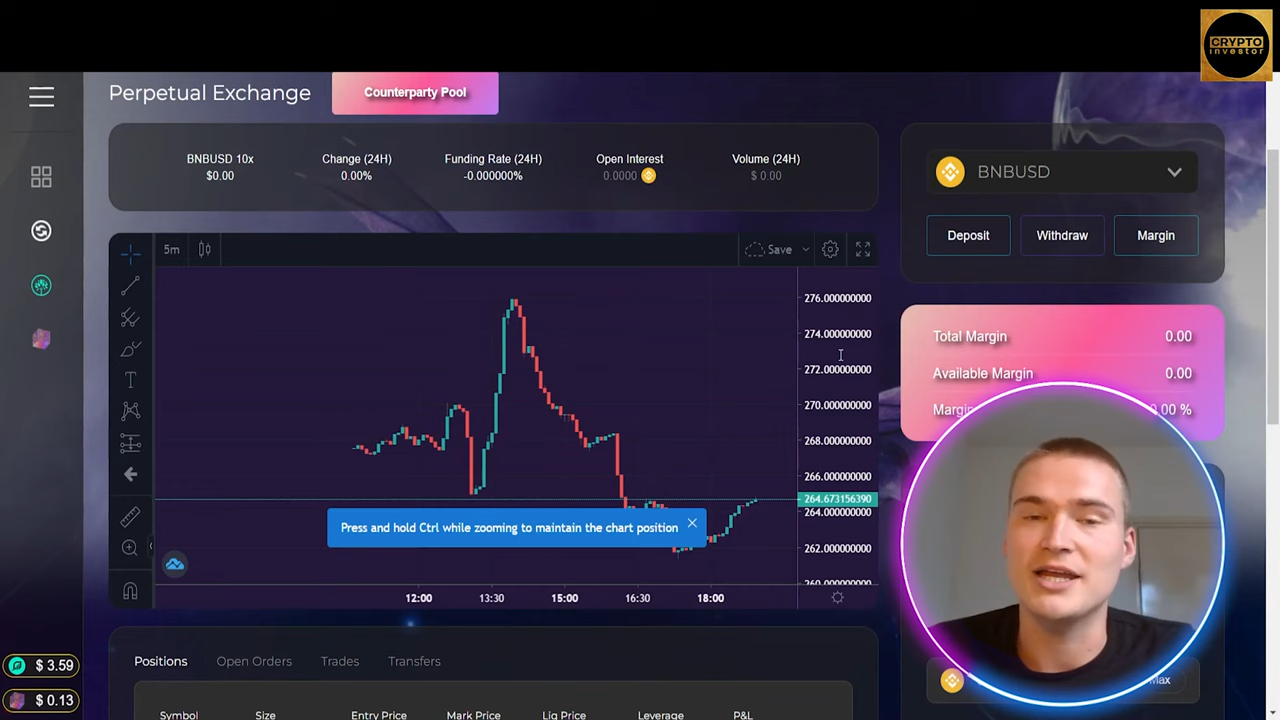 CRYPTO
investor
Perpetual Exchange
Counterparty Pool
BNBUSD 10x
Change (24H)
Funding Rate (24H)
Open Interest
Volume (24H)
$0.00
0.00%
-0.000000%
0.0000
$ 0.00
BNBUSD
Deposit
Withdraw
Margin
5m
Save
276.000000000
274.000000000
272.000000000
270.000000000
268.000000000
266.000000000
264.673156390
264.000000000
262.000000000
260.000000000
Total Margin
0.00
Available Margin
0.00
Press and hold Ctrl while zooming to maintain the chart position
12:00
13:30
15:00
16:30
18:00
$ 3.59
$ 0.13
Positions
Open Orders
Trades
Transfers
Symbol
Size
Entry Price
Mark Price
Liq Price
Leverage
P&L
Max